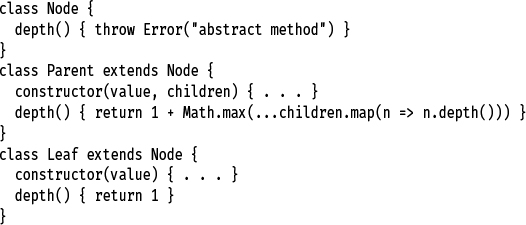 class Node {
  depth() { throw Error("abstract method") }
}
class Parent extends Node {
  constructor(value, children) { . . . }
  depth() { return 1 + Math.max(...children.map(n => n.depth())) }
}
class Leaf extends Node {
  constructor(value) { . . . }
  depth() { return 1 }
}